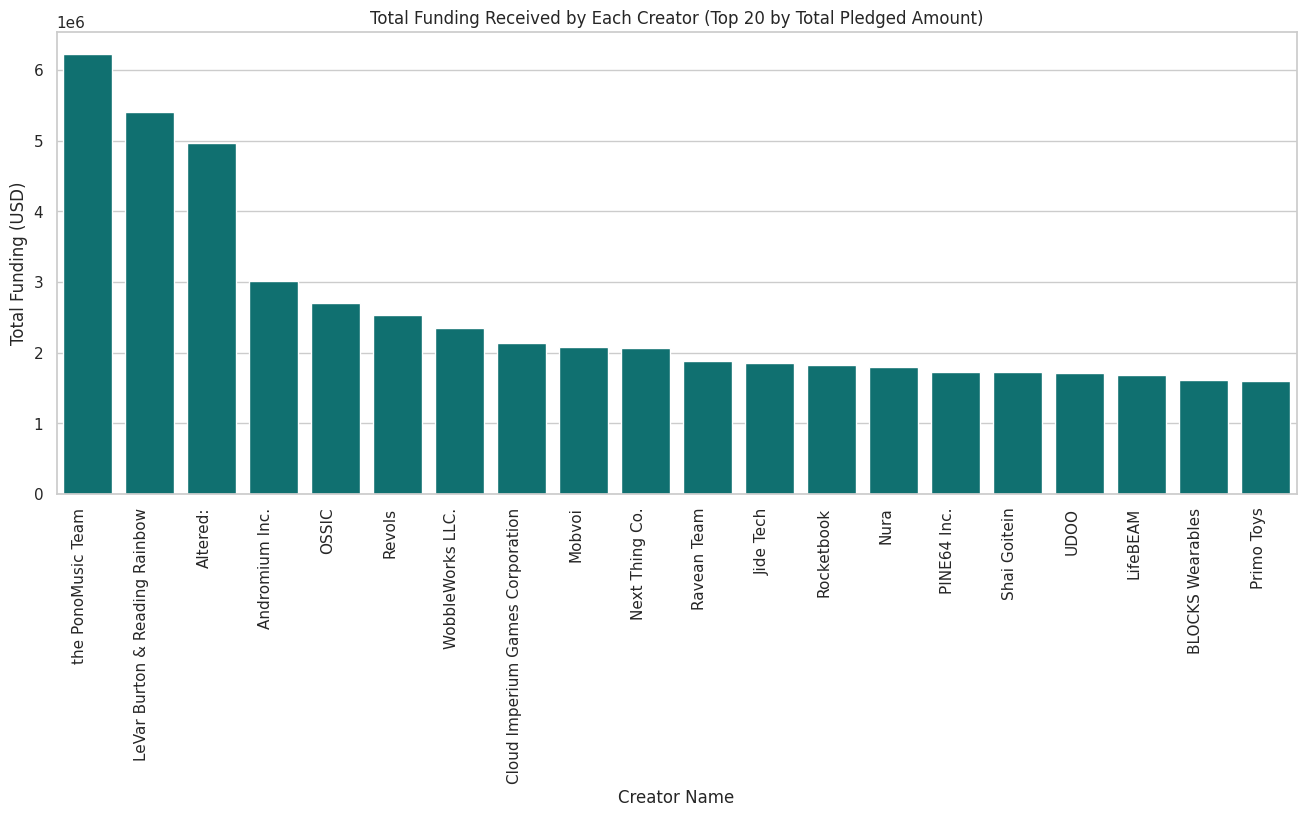 Total Funding Received by Each Creator (Top 20 by Total Pledged Amount)
1e6
6
5
4
3
2
1
0
Total Funding (USD)
the PonoMusic Team
LeVar Burton & Reading Rainbow
Altered:
Andromium Inc.
OSSIC
Revols
WobbleWorks LLC.
Cloud Imperium Games Corporation
Mobvoi
Next Thing Co.
Ravean Team
Jide Tech
Rocketbook
Nura
PINE64 Inc.
Shai Goitein
UDOO
LifeBEAM
BLOCKS Wearables
Primo Toys
Creator Name